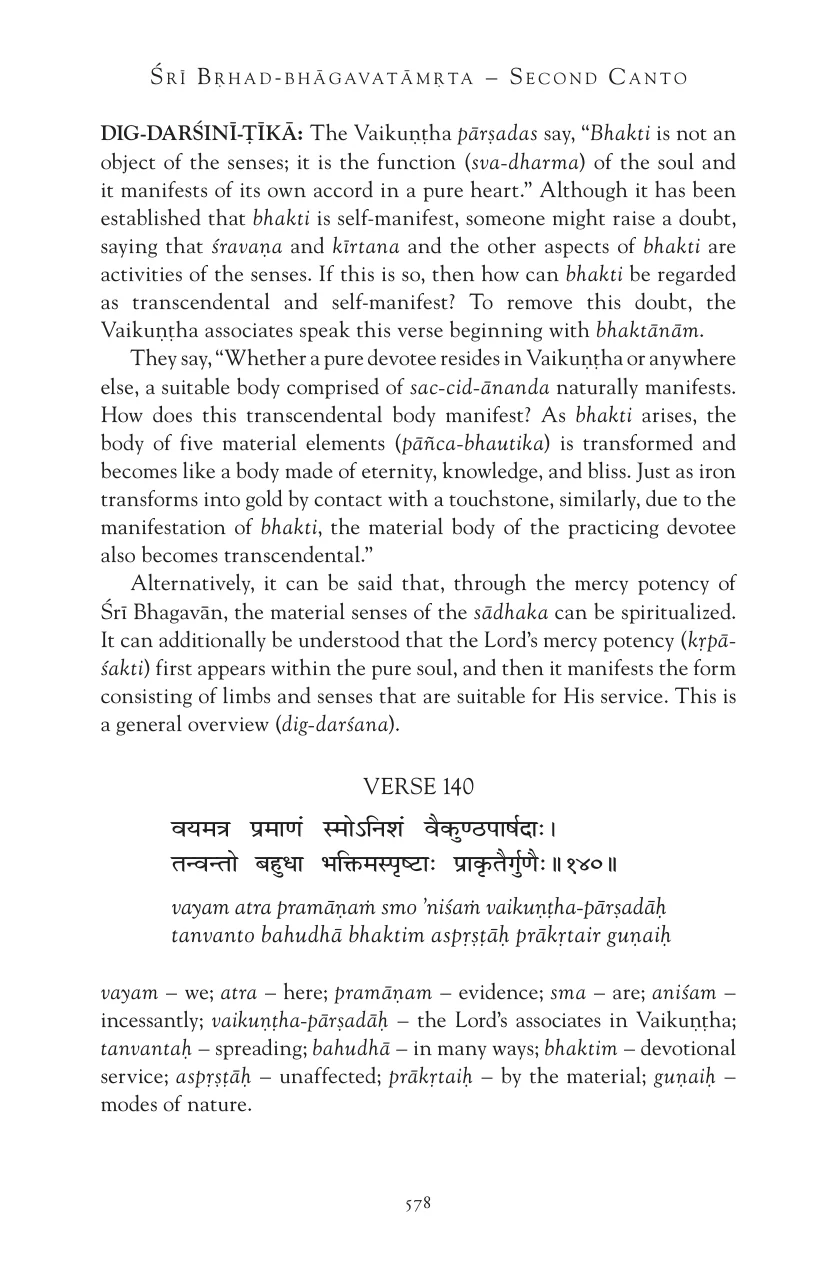 ŚRĪ BṚHAD-BHĀGAVATĀMṚTA – SECOND CANTO
DIG-DARŚINĪ-ṬĪKĀ: The Vaikuṇṭha pārṣadas say, “Bhakti is not an
object of the senses; it is the function (sva-dharma) of the soul and
it manifests of its own accord in a pure heart.” Although it has been
established that bhakti is self-manifest, someone might raise a doubt,
saying that śravaṇa and kīrtana and the other aspects of bhakti are
activities of the senses. If this is so, then how can bhakti be regarded
as transcendental and self-manifest? To remove this doubt, the
Vaikuṇṭha associates speak this verse beginning with bhaktānām.
They say, “Whether a pure devotee resides in Vaikuṇṭha or anywhere
else, a suitable body comprised of sac-cid-ānanda naturally manifests.
How does this transcendental body manifest? As bhakti arises, the
body of five material elements (pāñca-bhautika) is transformed and
becomes like a body made of eternity, knowledge, and bliss. Just as iron
transforms into gold by contact with a touchstone, similarly, due to the
manifestation of bhakti, the material body of the practicing devotee
also becomes transcendental.”
Alternatively, it can be said that, through the mercy potency of
Śrī Bhagavān, the material senses of the sādhaka can be spiritualized.
It can additionally be understood that the Lord’s mercy potency (kṛpā-
śakti) first appears within the pure soul, and then it manifests the form
consisting of limbs and senses that are suitable for His service. This is
a general overview (dig-darśana).
VERSE 140
वयमत्र प्रमाणं स्मोऽनिशं वैकुण्ठपार्षदाः।
तन्वन्तो बहुधा भक्तिमस्पृष्टाः प्राकृतैर्गुणैः॥१४०॥
vayam atra pramāṇaṁ smo ’niśaṁ vaikuṇṭha-pārṣadāḥ
tanvanto bahudhā bhaktim aspṛṣṭāḥ prākṛtair guṇaiḥ
vayam – we; atra – here; pramāṇam – evidence; sma – are; aniśam –
incessantly; vaikuṇṭha-pārṣadāḥ – the Lord’s associates in Vaikuṇṭha;
tanvantaḥ – spreading; bahudhā – in many ways; bhaktim – devotional
service; aspṛṣṭāḥ – unaffected; prākṛtaiḥ – by the material; guṇaiḥ –
modes of nature.
578